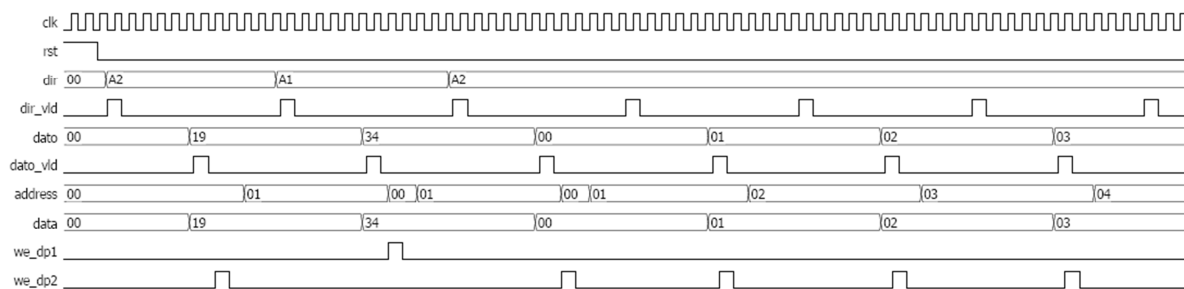 clk
rst
dir 00 A2 A1 A2
dir_vld
dato 00 19 34 00 01 02 03
dato_vld
address 00 01 00 01 00 01 02 03 04
data 00 19 34 00 01 02 03
we_dp1
we_dp2